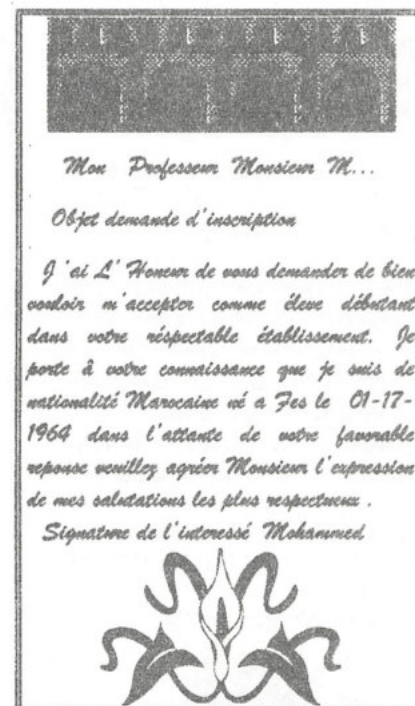 Mon Professeur Monsieur M...
Objet demande d'inscription
J 'ai L' Honeur de vous demander de bien
vouloir m'accepter comme éleve débutant
dans votre réspectable établissement. Je
porte â votre connaissance que je suis de
nationalité Marocaine né a Fes le 01-17-
1964 dans l'attante de votre favorable
reponse veuillez agréer Monsieur l'expression
de mes salutations les plus respectueux .
Signature de l'interessé Mohammed